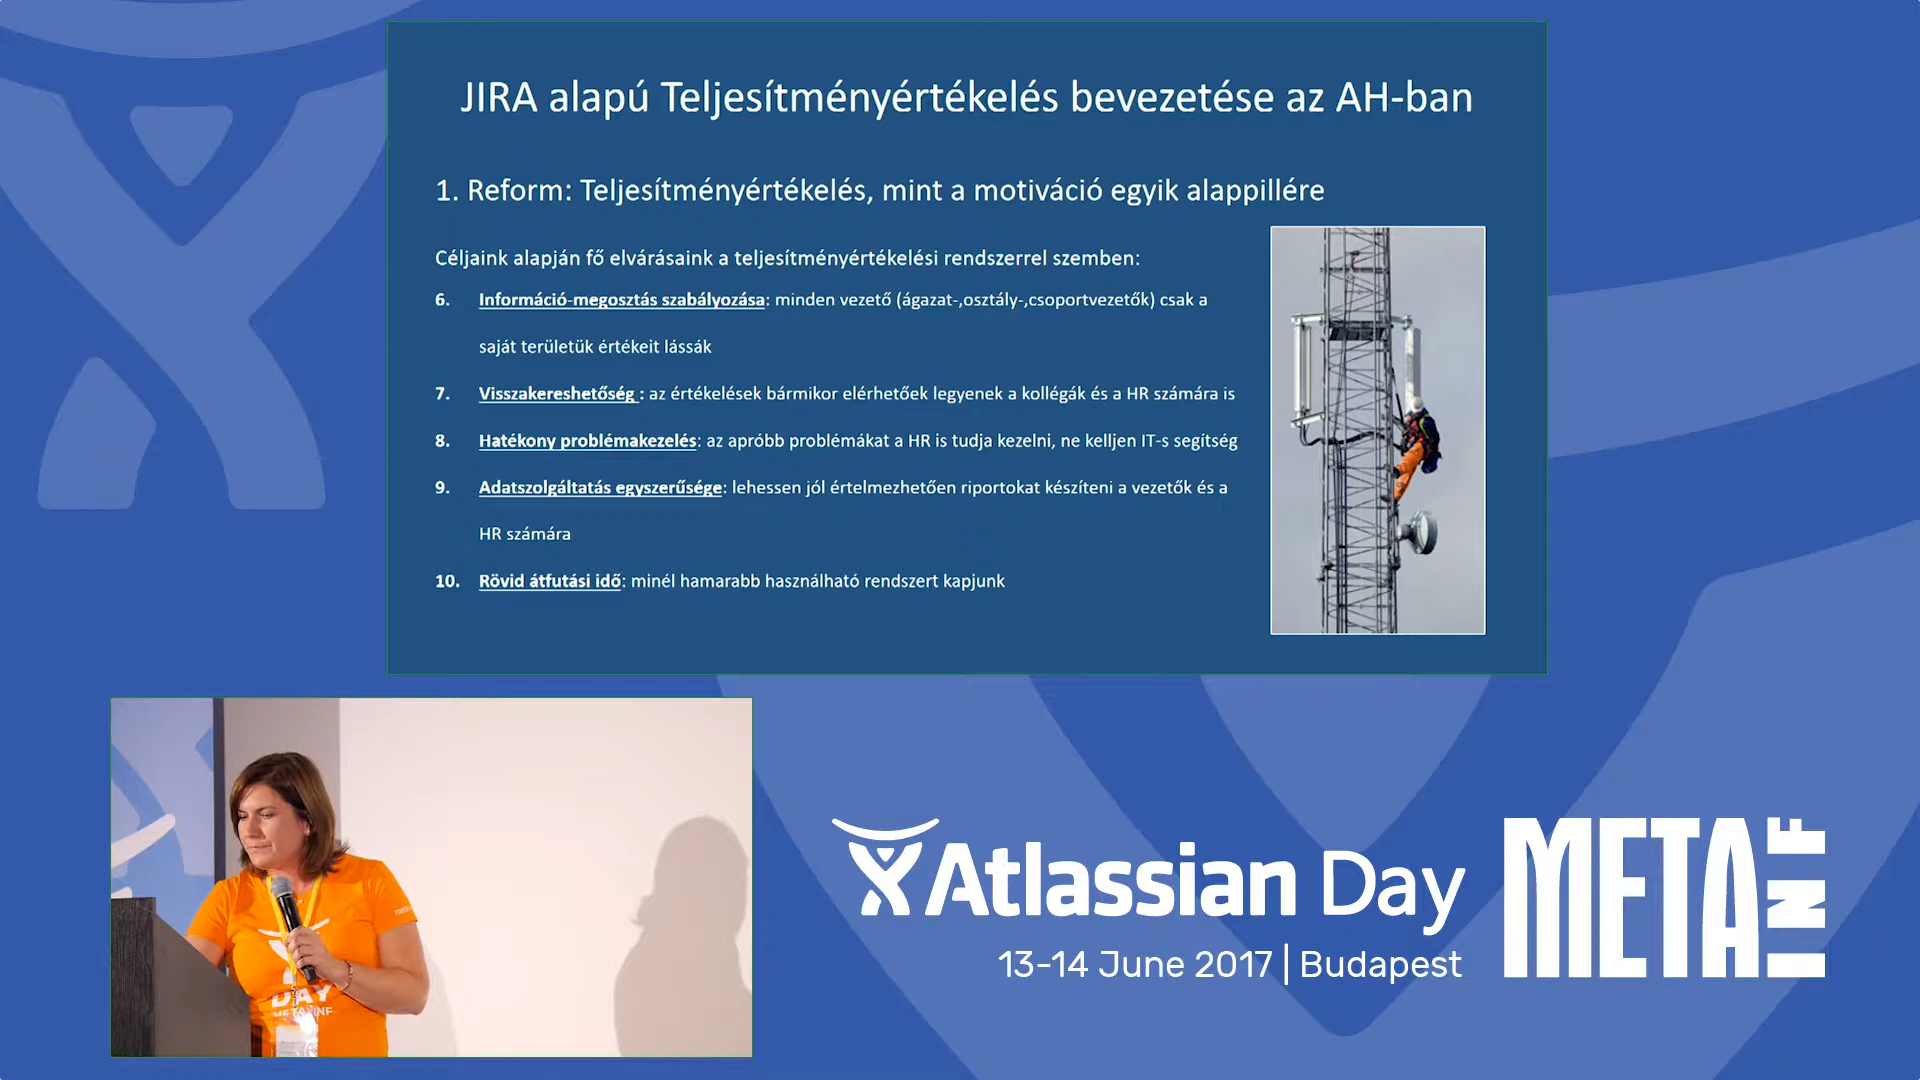 JIRA alapú Teljesítményértékelés bevezetése az AH-ban
1. Reform: Teljesítményértékelés, mint a motiváció egyik alappillére
Céljaink alapján fő elvárásaink a teljesítményértékelési rendszerrel szemben:
6. Információ-megosztás szabályozása: minden vezető (ágazat-,osztály-,csoportvezetők) csak a
saját területük értékeit lássák
7. Visszakereshetőség : az értékelések bármikor elérhetőek legyenek a kollégák és a HR számára is
8. Hatékony problémakezelés: az apróbb problémákat a HR is tudja kezelni, ne kelljen IT-s segítség
9. Adatszolgáltatás egyszerűsége: lehessen jól értelmezhetően riportokat készíteni a vezetők és a
HR számára
10. Rövid átfutási idő: minél hamarabb használható rendszert kapjunk
DAY
Atlassian Day
13-14 June 2017 | Budapest
META
INF